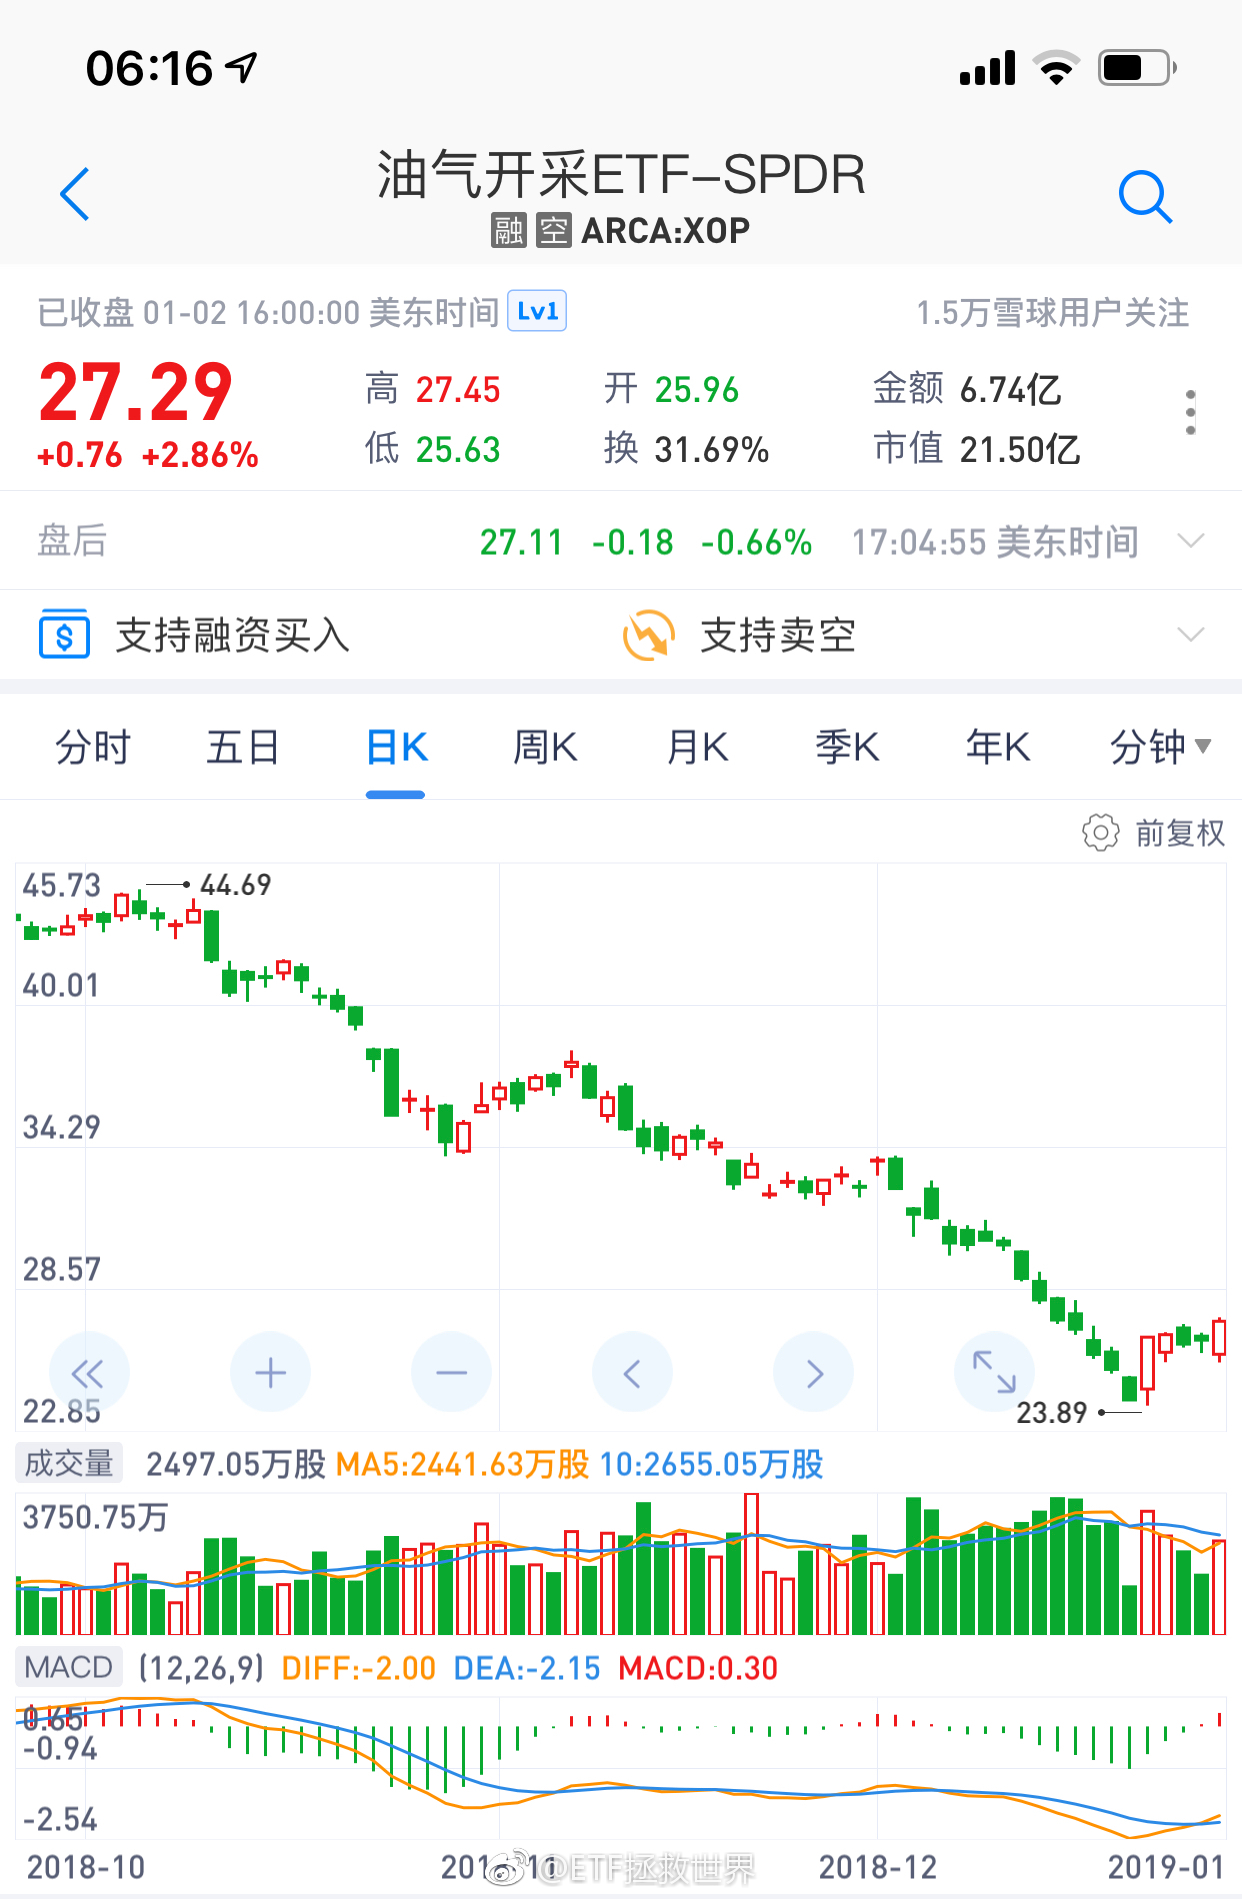 06:16
油气开采ETF-SPDR
融 空 ARCA:XOP
已收盘 01-02 16:00:00 美东时间 Lv1 1.5万雪球用户关注
27.29 高 27.45 开 25.96 金额 6.74亿
+0.76 +2.86% 低 25.63 换 31.69% 市值 21.50亿
盘后 27.11 -0.18 -0.66% 17:04:55 美东时间
支持融资买入 支持卖空
分时 五日 日K 周K 月K 季K 年K 分钟
前复权
45.73 44.69
40.01
34.29
28.57
22.85 23.89
成交量 2497.05万股 MA5:2441.63万股 10:2655.05万股
3750.75万
MACD (12,26,9) DIFF:-2.00 DEA:-2.15 MACD:0.30
0.65
-0.94
-2.54
2018-10 2018-11 2018-12 2019-01
@ETF拯救世界